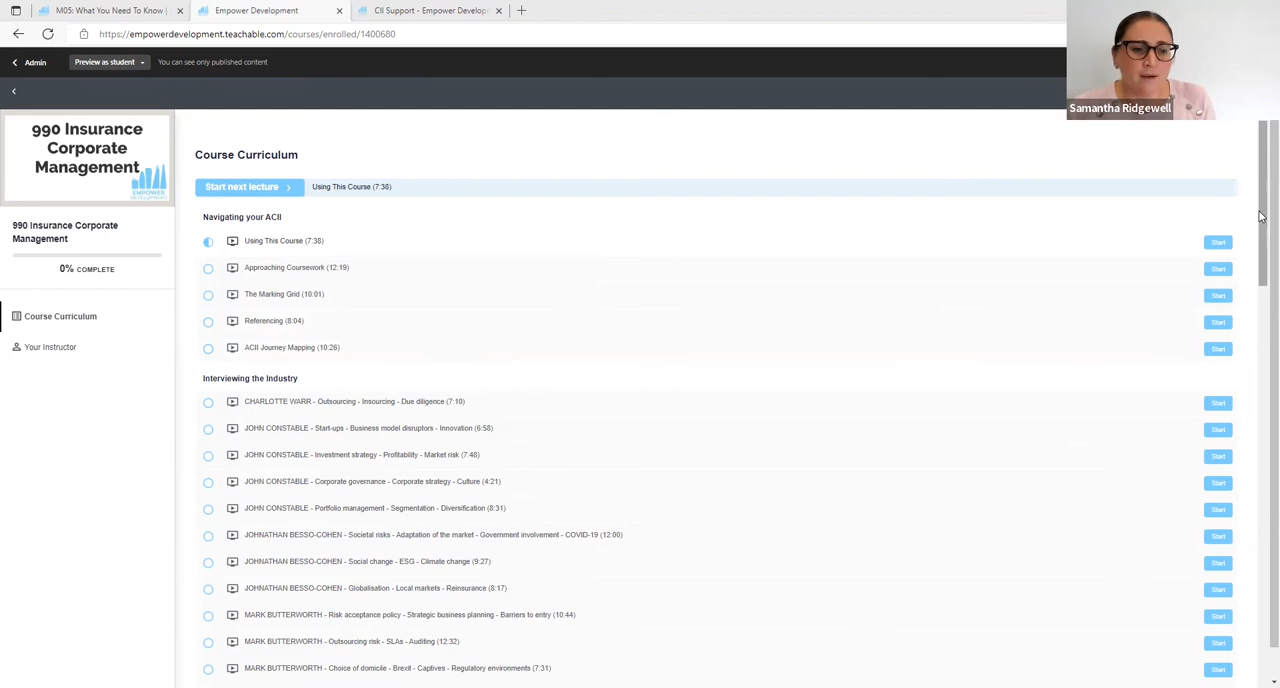 M05: What You Need To Know |
Empower Development
CII Support - Empower Develop
https://empowerdevelopment.teachable.com/courses/enrolled/1400680
Admin
Preview as student
You can see only published content
Samantha Ridgewell
990 Insurance
Corporate
Management
EMPOWER
DEVELOPMENT
990 Insurance Corporate
Management
0% COMPLETE
Course Curriculum
Your Instructor
Course Curriculum
Start next lecture
Using This Course (7:38)
Navigating your ACII
Using This Course (7:38)
Start
Approaching Coursework (12:19)
Start
The Marking Grid (10:01)
Start
Referencing (8:04)
Start
ACII Journey Mapping (10:26)
Start
Interviewing the Industry
CHARLOTTE WARR - Outsourcing - Insourcing - Due diligence (7:10)
Start
JOHN CONSTABLE - Start-ups - Business model disruptors - Innovation (6:58)
Start
JOHN CONSTABLE - Investment strategy - Profitability - Market risk (7:48)
Start
JOHN CONSTABLE - Corporate governance - Corporate strategy - Culture (4:21)
Start
JOHN CONSTABLE - Portfolio management - Segmentation - Diversification (8:31)
Start
JOHNATHAN BESSO-COHEN - Societal risks - Adaptation of the market - Government involvement - COVID-19 (12:00)
Start
JOHNATHAN BESSO-COHEN - Social change - ESG - Climate change (9:27)
Start
JOHNATHAN BESSO-COHEN - Globalisation - Local markets - Reinsurance (8:17)
Start
MARK BUTTERWORTH - Risk acceptance policy - Strategic business planning - Barriers to entry (10:44)
Start
MARK BUTTERWORTH - Outsourcing risk - SLAs - Auditing (12:32)
Start
MARK BUTTERWORTH - Choice of domicile - Brexit - Captives - Regulatory environments (7:31)
Start